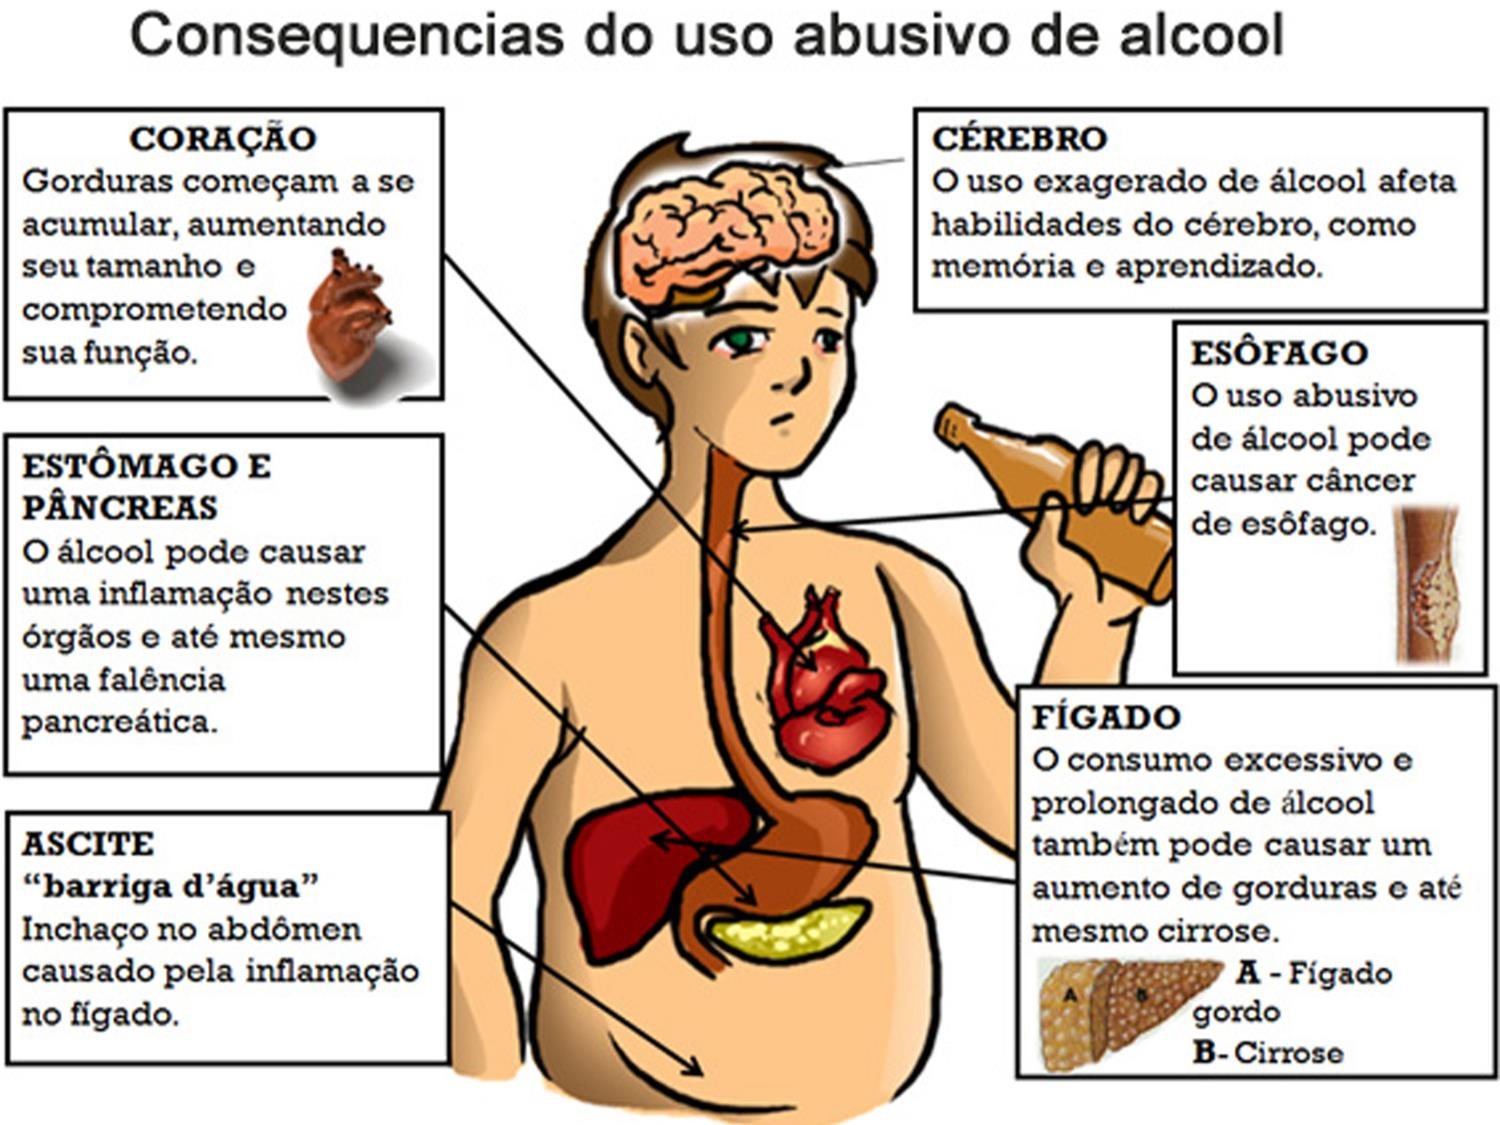 Consequencias do uso abusivo de alcool
CORAÇÃO
Gorduras começam a se
acumular, aumentando
seu tamanho e
comprometendo
sua função.
ESTÔMAGO E
PÂNCREAS
O álcool pode causar
uma inflamação nestes
órgãos e até mesmo
uma falência
pancreática.
ASCITE
“barriga d’água”
Inchaço no abdômen
causado pela inflamação
no fígado.
CÉREBRO
O uso exagerado de álcool afeta
habilidades do cérebro, como
memória e aprendizado.
ESÔFAGO
O uso abusivo
de álcool pode
causar câncer
de esôfago.
FÍGADO
O consumo excessivo e
prolongado de álcool
também pode causar um
aumento de gorduras e até
mesmo cirrose.
A B
A - Fígado
gordo
B- Cirrose